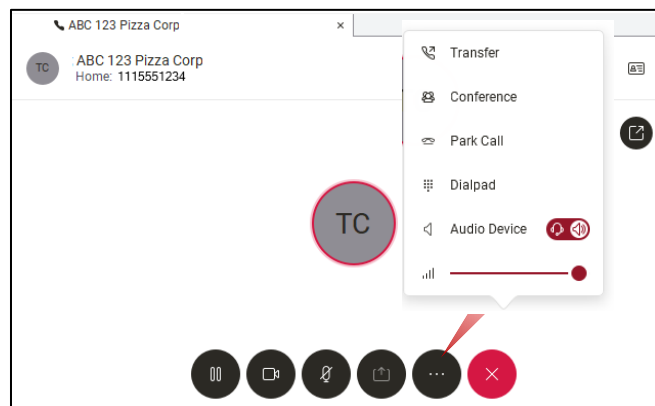 ABC 123 Pizza Corp
TC
: ABC 123 Pizza Corp
Home: 1115551234
TC
Transfer
Conference
Park Call
Dialpad
Audio Device